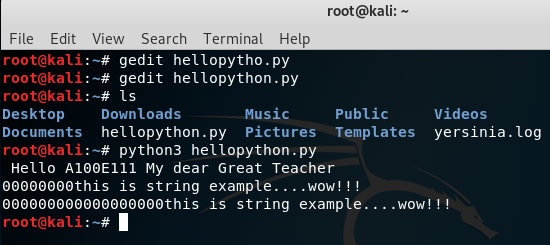 root@kali: ~
File Edit View Search Terminal Help
root@kali:~# gedit hellopytho.py
root@kali:~# gedit hellopython.py
root@kali:~# ls
Desktop Downloads Music Public Videos
Documents hellopython.py Pictures Templates yersinia.log
root@kali:~# python3 hellopython.py
 Hello A100E111 My dear Great Teacher
00000000this is string example....wow!!!
000000000000000000this is string example....wow!!!
root@kali:~#